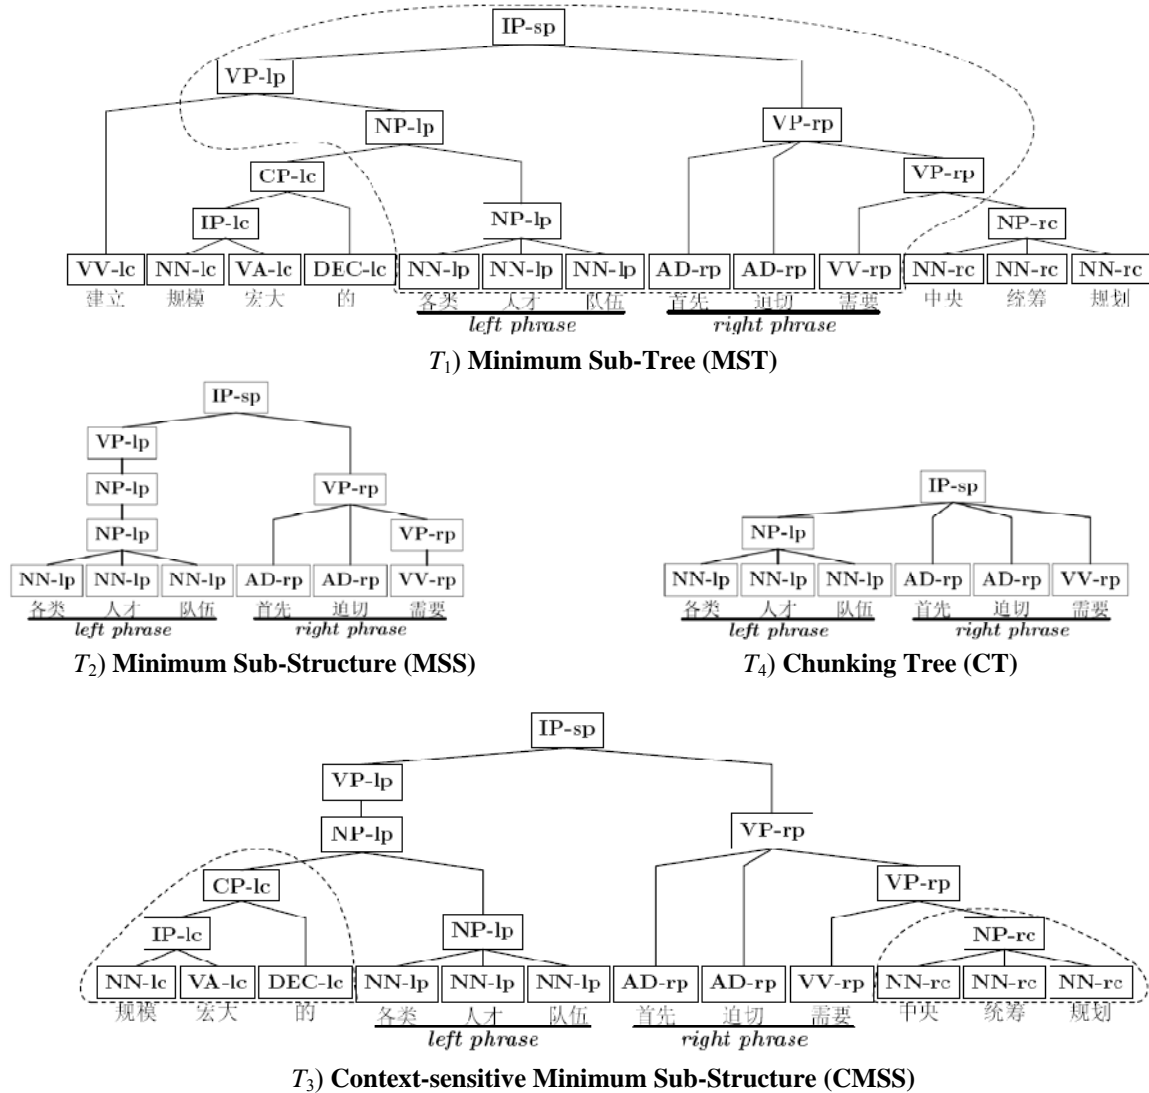 IP-sp
VP-lp
NP-lp VP-rp
CP-lc VP-rp
IP-lc NP-lp NP-rc
VV-lc NN-lc VA-lc DEC-lc NN-lp NN-lp NN-lp AD-rp AD-rp VV-rp NN-rc NN-rc NN-rc
建立 规模 宏大 的 各类 人才 队伍 首先 迫切 需要 中央 统筹 规划
left phrase right phrase
T1) Minimum Sub-Tree (MST)
IP-sp
VP-lp
NP-lp VP-rp
NP-lp VP-rp
NN-lp NN-lp NN-lp AD-rp AD-rp VV-rp
各类 人才 队伍 首先 迫切 需要
left phrase right phrase
T2) Minimum Sub-Structure (MSS)
IP-sp
NP-lp
NN-lp NN-lp NN-lp AD-rp AD-rp VV-rp
各类 人才 队伍 首先 迫切 需要
left phrase right phrase
T4) Chunking Tree (CT)
IP-sp
VP-lp
NP-lp VP-rp
CP-lc VP-rp
IP-lc NP-lp NP-rc
NN-lc VA-lc DEC-lc NN-lp NN-lp NN-lp AD-rp AD-rp VV-rp NN-rc NN-rc NN-rc
规模 宏大 的 各类 人才 队伍 首先 迫切 需要 中央 统筹 规划
left phrase right phrase
T3) Context-sensitive Minimum Sub-Structure (CMSS)